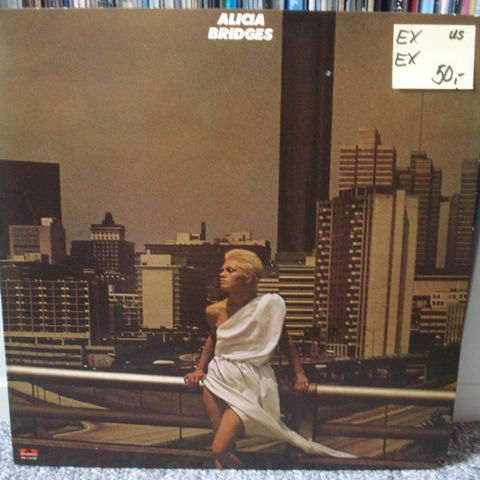 ALICIA
BRIDGES
EX US
EX
50,-